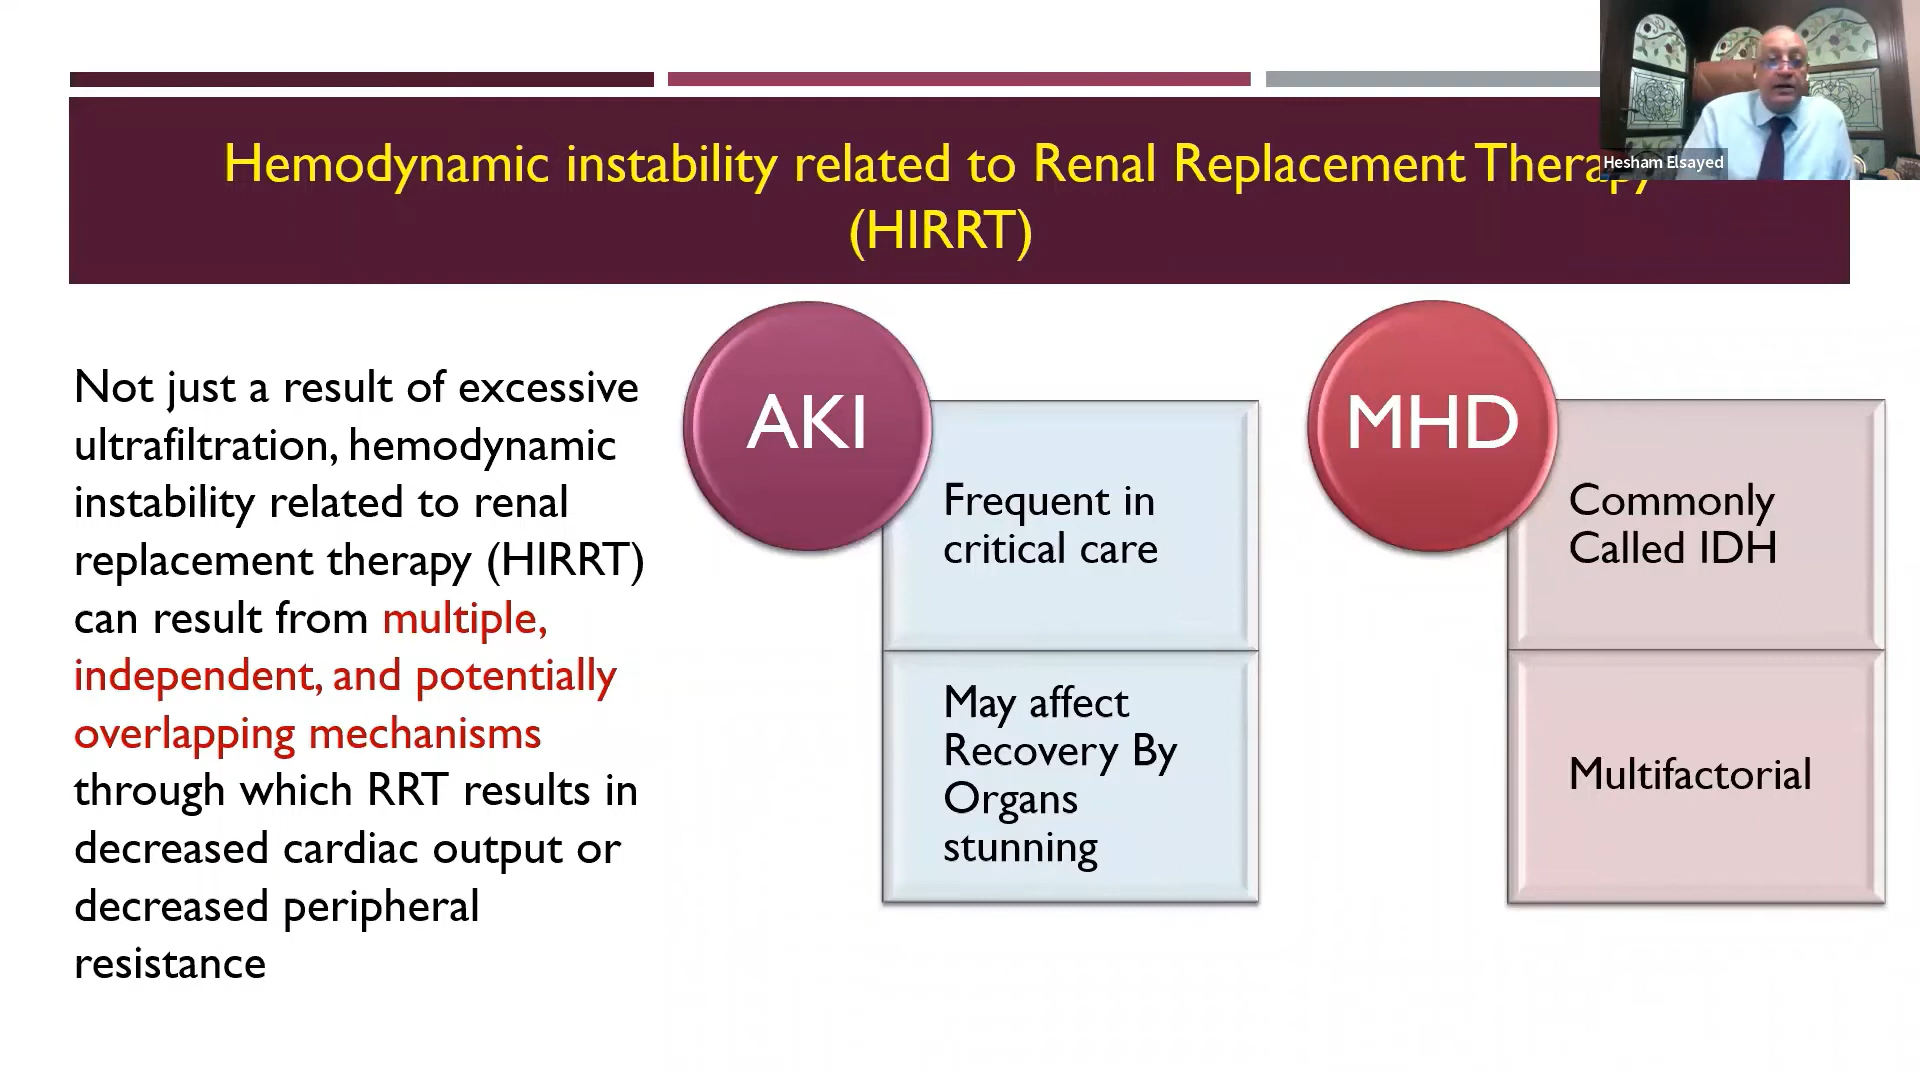 Hemodynamic instability related to Renal Replacement Therapy
(HIRRT)
Hesham Elsayed
Not just a result of excessive
ultrafiltration, hemodynamic
instability related to renal
replacement therapy (HIRRT)
can result from multiple,
independent, and potentially
overlapping mechanisms
through which RRT results in
decreased cardiac output or
decreased peripheral
resistance
AKI
Frequent in
critical care
May affect
Recovery By
Organs
stunning
MHD
Commonly
Called IDH
Multifactorial